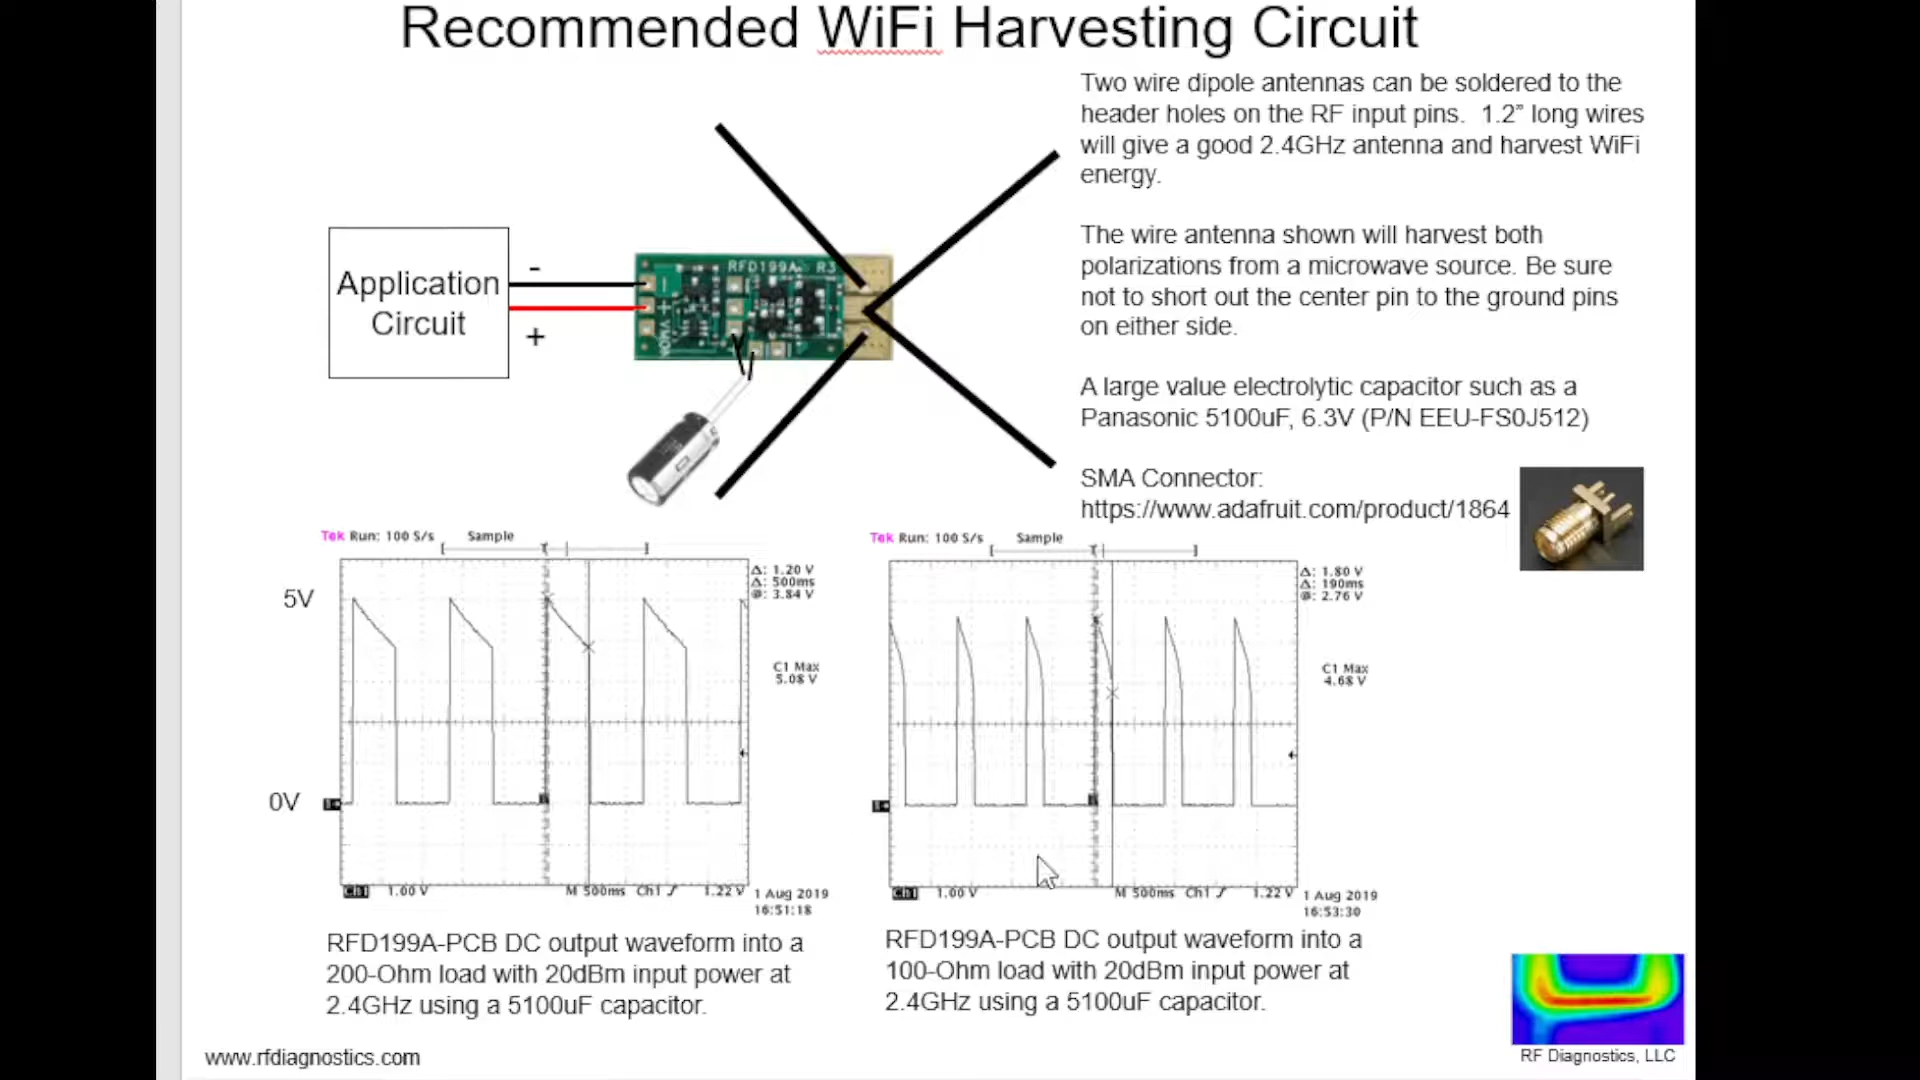 Recommended WiFi Harvesting Circuit
Two wire dipole antennas can be soldered to the
header holes on the RF input pins.  1.2” long wires
will give a good 2.4GHz antenna and harvest WiFi
energy.
The wire antenna shown will harvest both
polarizations from a microwave source. Be sure
not to short out the center pin to the ground pins
on either side.
A large value electrolytic capacitor such as a
Panasonic 5100uF, 6.3V (P/N EEU-FS0J512)
SMA Connector:
https://www.adafruit.com/product/1864
Application
Circuit
-
+
RFD199A R3
- + VMON
Tek Run: 100 S/s Sample
Δ: 1.20 V
Δ: 500ms
@: 3.84 V
C1 Max
5.08 V
5V
0V
Ch1 1.00 V M 500ms Ch1 1.22 V
1 Aug 2019
16:51:18
Tek Run: 100 S/s Sample
Δ: 1.80 V
Δ: 190ms
@: 2.76 V
C1 Max
4.68 V
Ch1 1.00 V M 500ms Ch1 1.22 V
1 Aug 2019
16:53:30
RFD199A-PCB DC output waveform into a
200-Ohm load with 20dBm input power at
2.4GHz using a 5100uF capacitor.
RFD199A-PCB DC output waveform into a
100-Ohm load with 20dBm input power at
2.4GHz using a 5100uF capacitor.
www.rfdiagnostics.com
RF Diagnostics, LLC